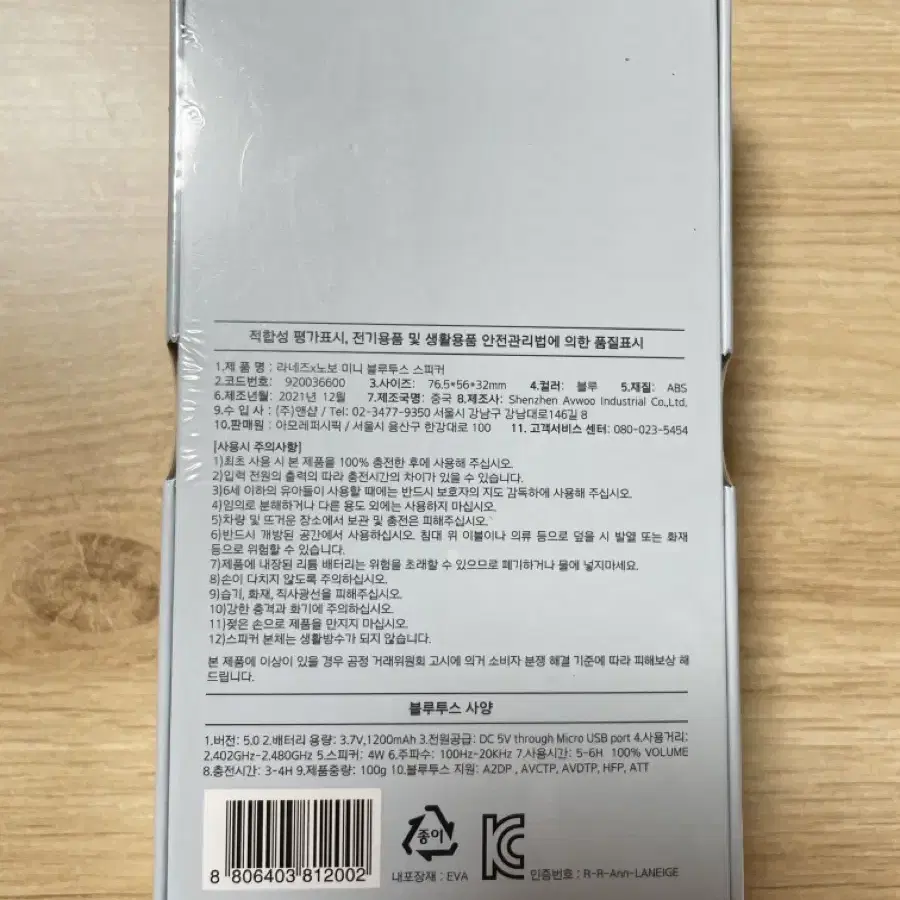 적합성 평가표시, 전기용품 및 생활용품 안전관리법에 의한 품질표시
1.제 품 명 : 라네즈x노보 미니 블루투스 스피커
2.코드번호: 920036600 3.사이즈: 76.5*56*32mm 4.컬러: 블루 5.재질: ABS
6.제조년월: 2021년 12월 7.제조국명: 중국 8.제조사: Shenzhen Avwoo Industrial Co.,Ltd.
9.수 입 사 : (주)앤샵 / Tel: 02-3477-9350 서울시 강남구 강남대로146길 8
10.판매원 : 아모레퍼시픽 / 서울시 용산구 한강대로 100 11. 고객서비스 센터: 080-023-5454
[사용시 주의사항]
1)최초 사용 시 본 제품을 100% 충전한 후에 사용해 주십시오.
2)입력 전원의 출력의 따라 충전시간의 차이가 있을 수 있습니다.
3)6세 이하의 유아들이 사용할 때에는 반드시 보호자의 지도 감독하에 사용해 주십시오.
4)임의로 분해하거나 다른 용도 외에는 사용하지 마십시오.
5)차량 및 뜨거운 장소에서 보관 및 충전은 피해주십시오.
6)반드시 개방된 공간에서 사용하십시오. 침대 위 이불이나 의류 등으로 덮을 시 발열 또는 화재
등으로 위험할 수 있습니다.
7)제품에 내장된 리튬 배터리는 위험을 초래할 수 있으므로 폐기하거나 물에 넣지마세요.
8)손이 다치지 않도록 주의하십시오.
9)습기, 화재, 직사광선을 피해주십시오.
10)강한 충격과 화기에 주의하십시오.
11)젖은 손으로 제품을 만지지 마십시오.
12)스피커 본체는 생활방수가 되지 않습니다.
본 제품에 이상이 있을 경우 공정 거래위원회 고시에 의거 소비자 분쟁 해결 기준에 따라 피해보상 해
드립니다.
블루투스 사양
1.버전: 5.0 2.배터리 용량: 3.7V,1200mAh 3.전원공급: DC 5V through Micro USB port 4.사용거리:
2.402GHz-2.480GHz 5.스피커: 4W 6.주파수: 100Hz-20KHz 7.사용시간: 5-6H 100% VOLUME
8.충전시간: 3-4H 9.제품중량: 100g 10.블루투스 지원: A2DP , AVCTP, AVDTP, HFP, ATT
종이
KC
8 806403 812002
내포장재 : EVA
인증번호 : R-R-Ann-LANEIGE